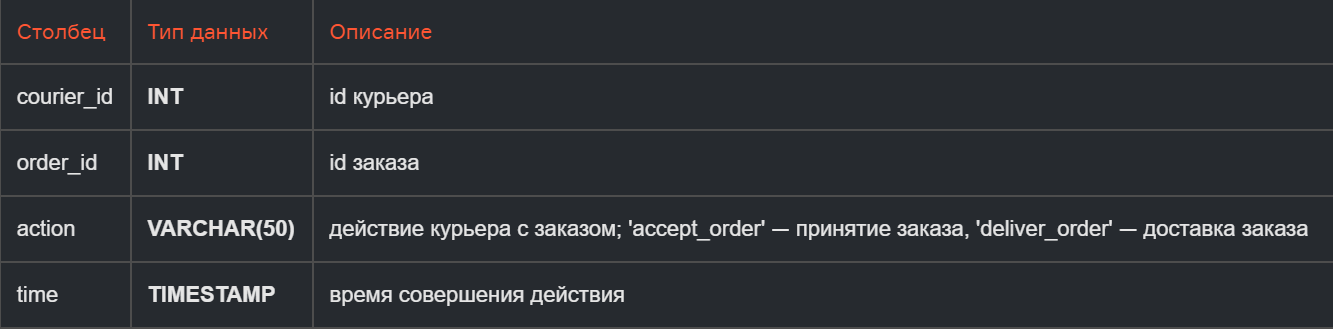 Столбец Тип данных Описание
courier_id INT id курьера
order_id INT id заказа
action VARCHAR(50) действие курьера с заказом; 'accept_order' — принятие заказа, 'deliver_order' — доставка заказа
time TIMESTAMP время совершения действия